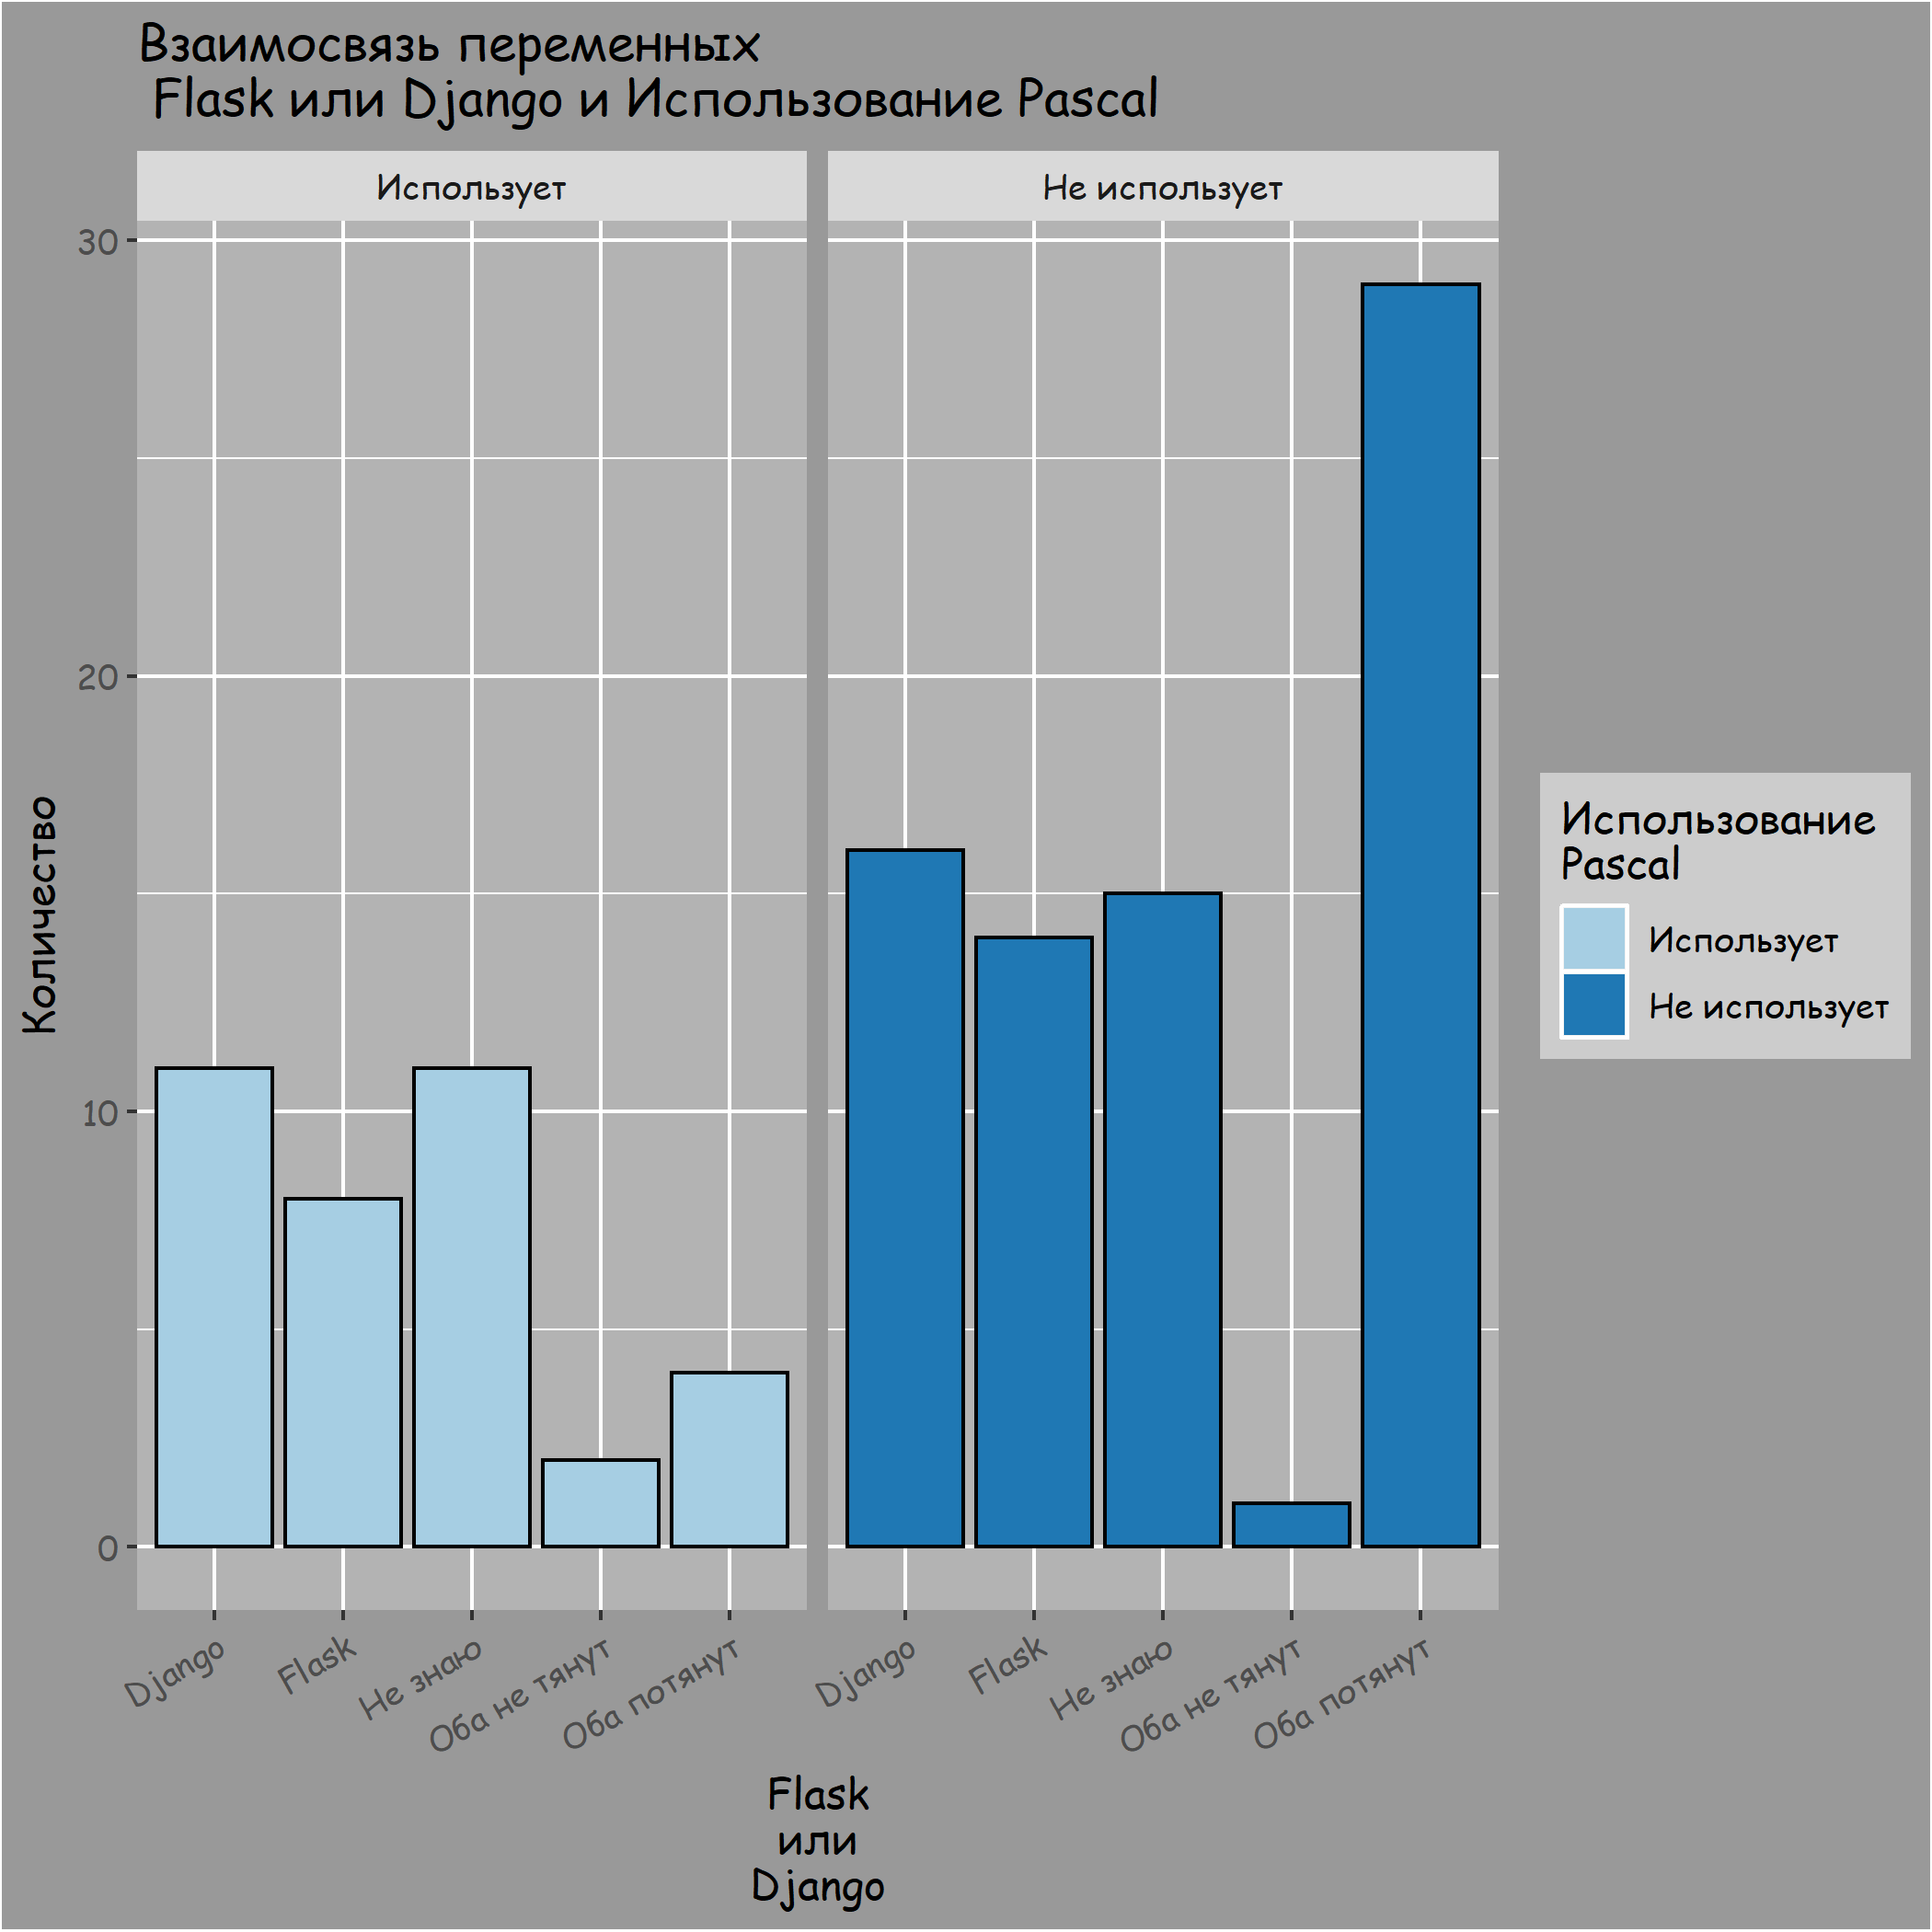 Взаимосвязь переменных
Flask или Django и Использование Pascal
Использует
Не использует
30
20
10
0
Количество
Django
Flask
Не знаю
Оба не тянут
Оба потянут
Django
Flask
Не знаю
Оба не тянут
Оба потянут
Flask
или
Django
Использование
Pascal
Использует
Не использует